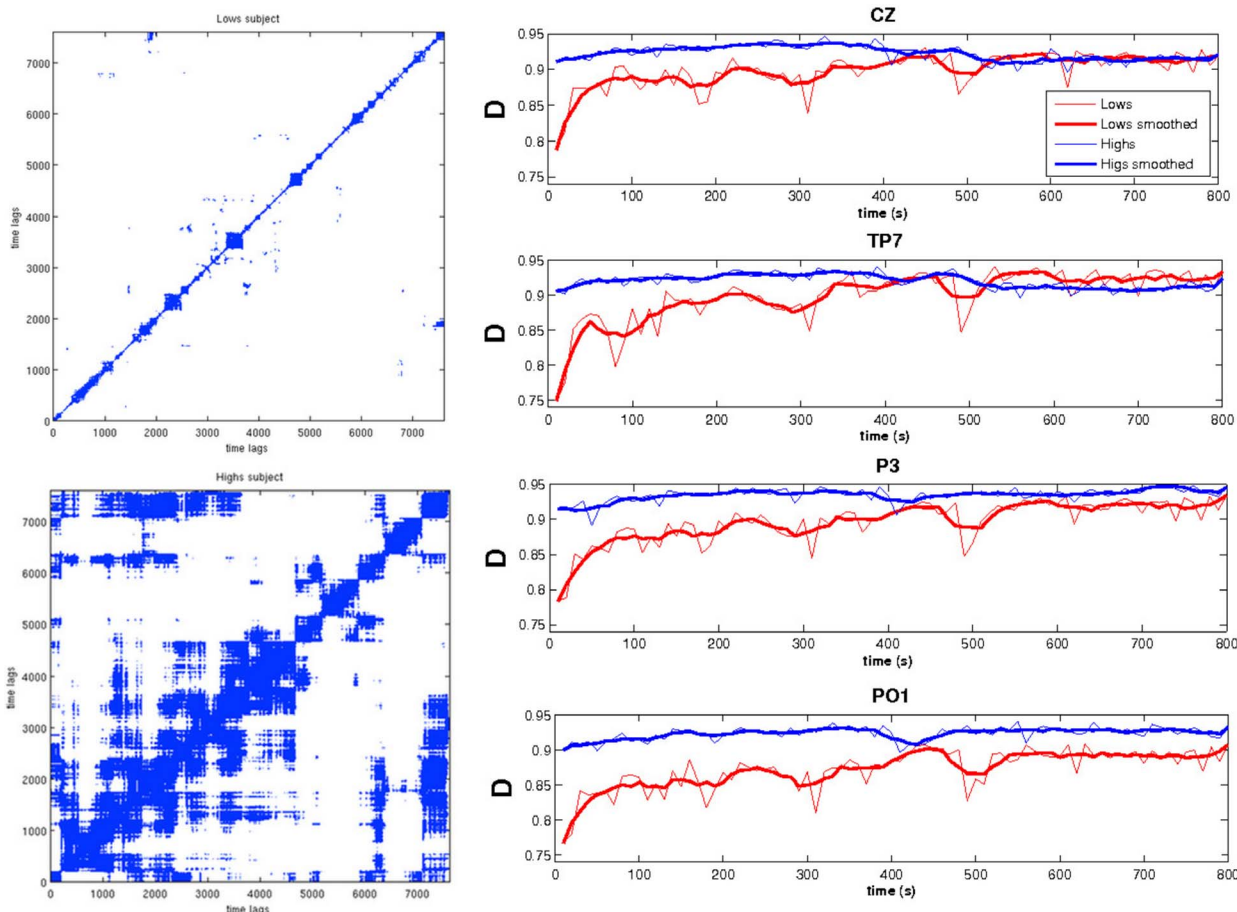 Lows subject
7000
6000
5000
4000
3000
2000
1000
0
time lags
0 1000 2000 3000 4000 5000 6000 7000
time lags
Highs subject
7000
6000
5000
4000
3000
2000
1000
0
time lags
0 1000 2000 3000 4000 5000 6000 7000
time lags
CZ
0.95
0.9
0.85
0.8
0.75
D
Lows
Lows smoothed
Highs
Higs smoothed
0 100 200 300 400 500 600 700 800
time (s)
TP7
0.95
0.9
0.85
0.8
0.75
D
0 100 200 300 400 500 600 700 800
time (s)
P3
0.95
0.9
0.85
0.8
0.75
D
0 100 200 300 400 500 600 700 800
time (s)
PO1
0.95
0.9
0.85
0.8
0.75
D
0 100 200 300 400 500 600 700 800
time (s)